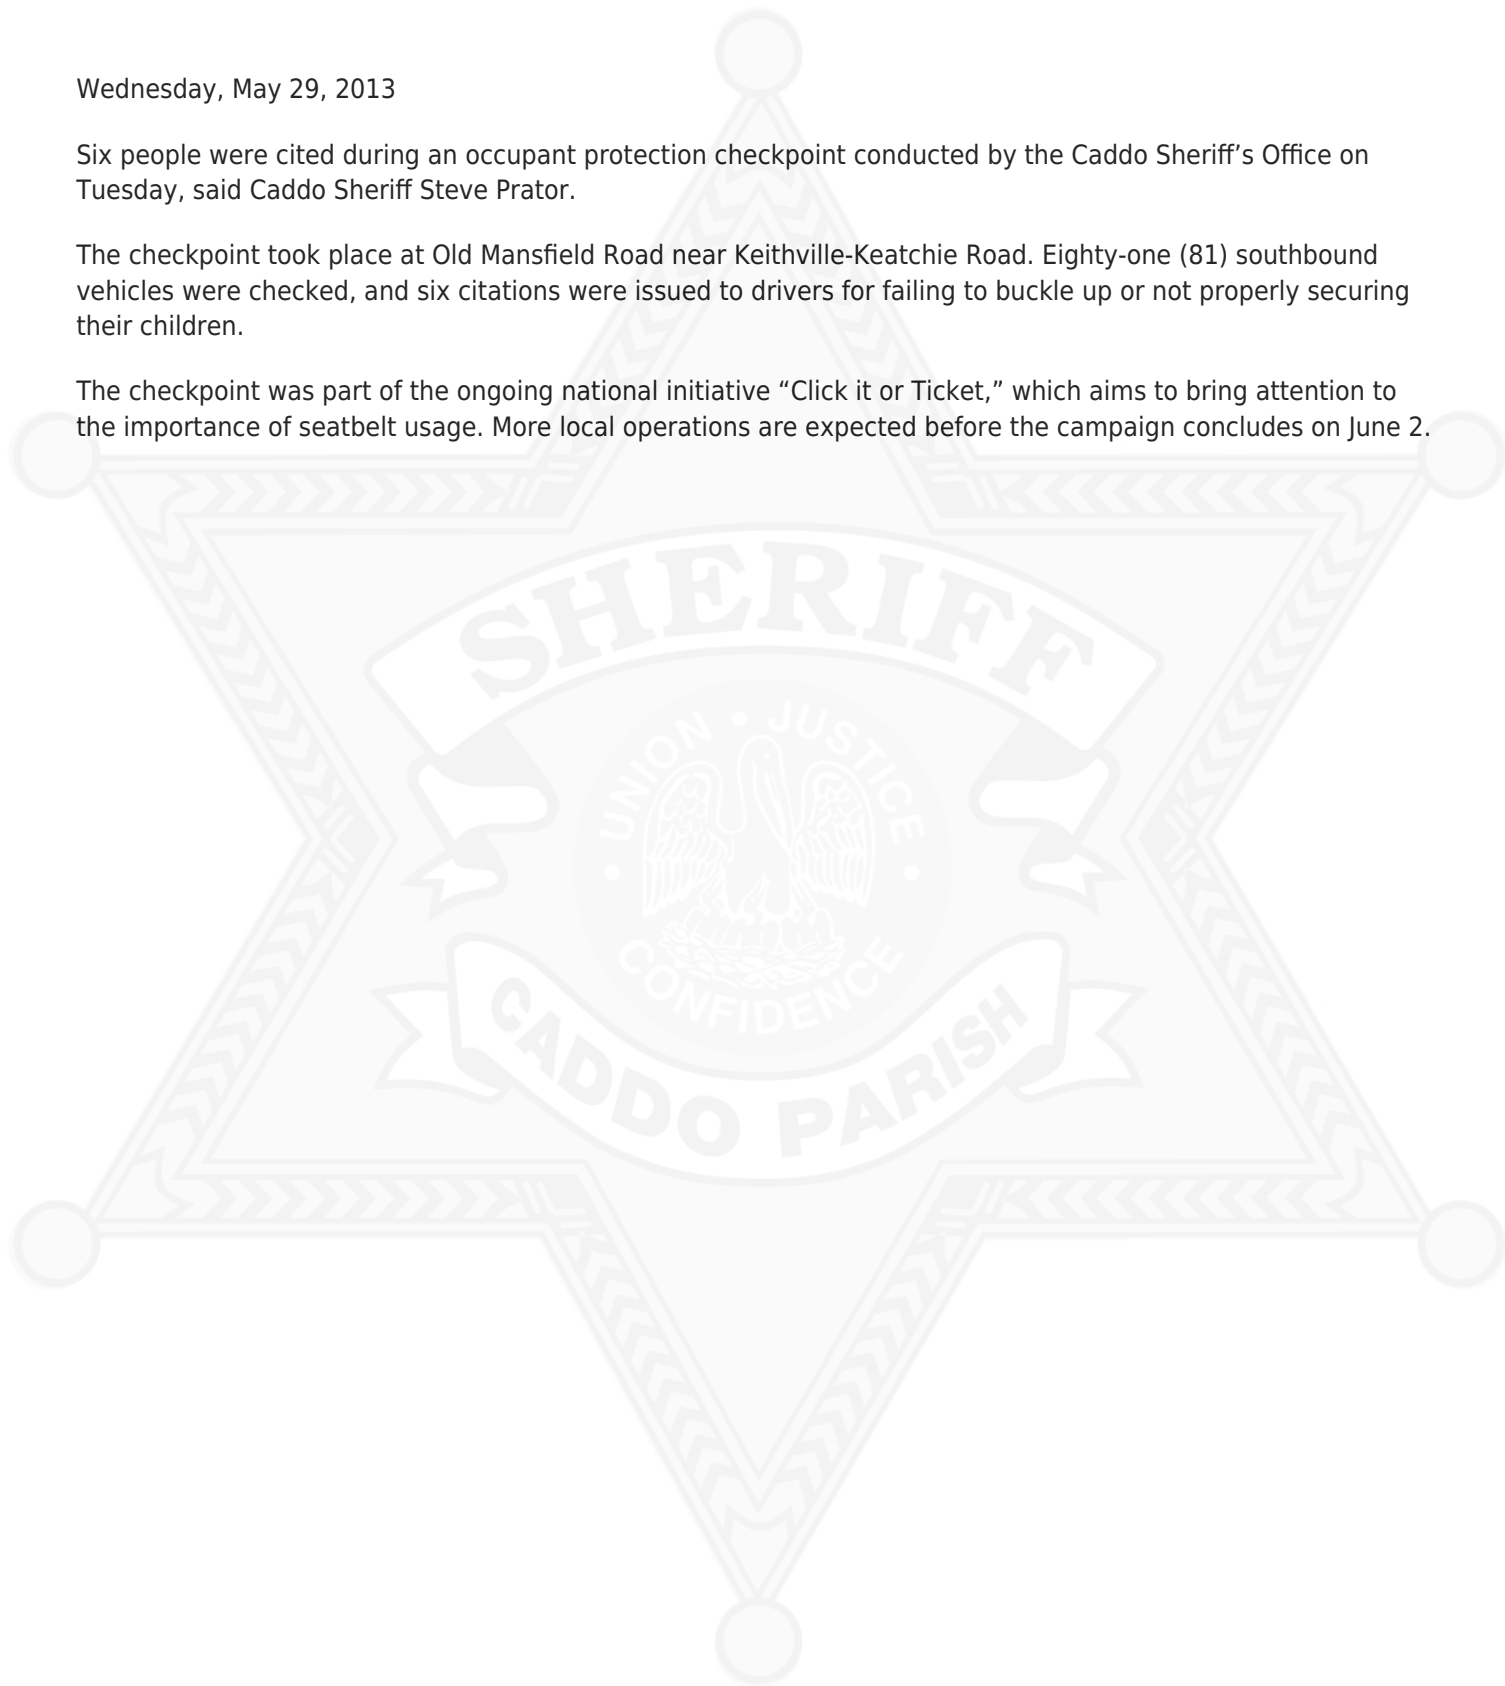 Wednesday, May 29, 2013
Six people were cited during an occupant protection checkpoint conducted by the Caddo Sheriff’s Office on
Tuesday, said Caddo Sheriff Steve Prator.
The checkpoint took place at Old Mansfield Road near Keithville-Keatchie Road. Eighty-one (81) southbound
vehicles were checked, and six citations were issued to drivers for failing to buckle up or not properly securing
their children.
The checkpoint was part of the ongoing national initiative “Click it or Ticket,” which aims to bring attention to
the importance of seatbelt usage. More local operations are expected before the campaign concludes on June 2.
SHERIFF
UNION • JUSTICE •
• CONFIDENCE
CADDO PARISH